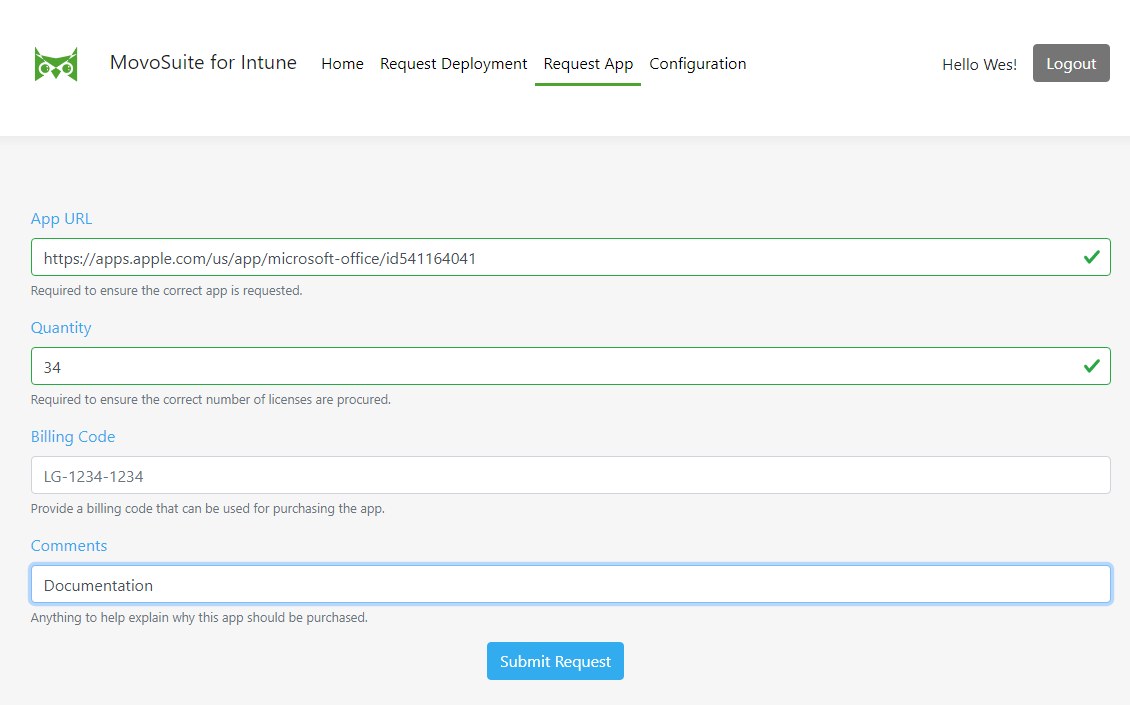 MovoSuite for Intune Home Request Deployment Request App Configuration Hello Wes! Logout
App URL
https://apps.apple.com/us/app/microsoft-office/id541164041
Required to ensure the correct app is requested.
Quantity
34
Required to ensure the correct number of licenses are procured.
Billing Code
LG-1234-1234
Provide a billing code that can be used for purchasing the app.
Comments
Documentation
Anything to help explain why this app should be purchased.
Submit Request